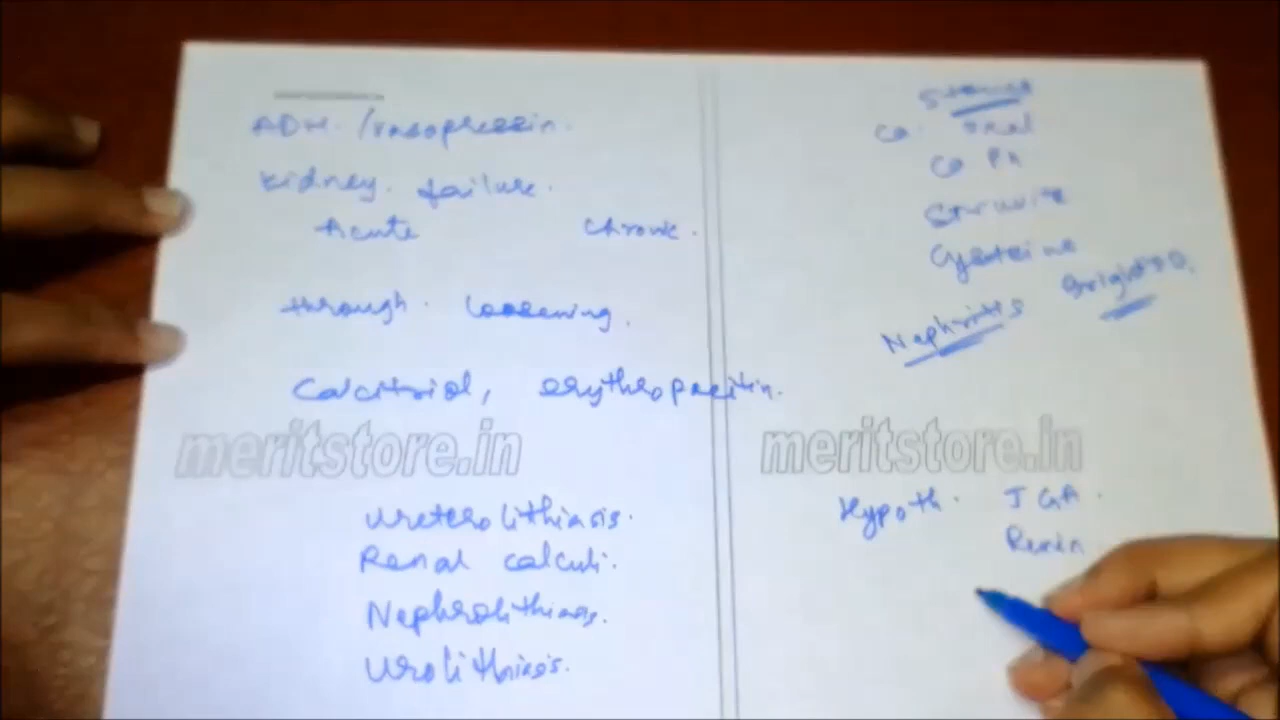 ADH /vasopressin.
kidney failure.
Acute chronic.
through loosening.
Calcitriol, erythropoeitin.
meritstore.in
Ureterolithiasis.
Renal calculi.
Nephrolithiasis.
Urolithiasis.
Stones
Ca Oxal
Ca Ph
Struvite
Cysteine
Nephritis Bright's D.
meritstore.in
Hypoth. JGA.
Renin